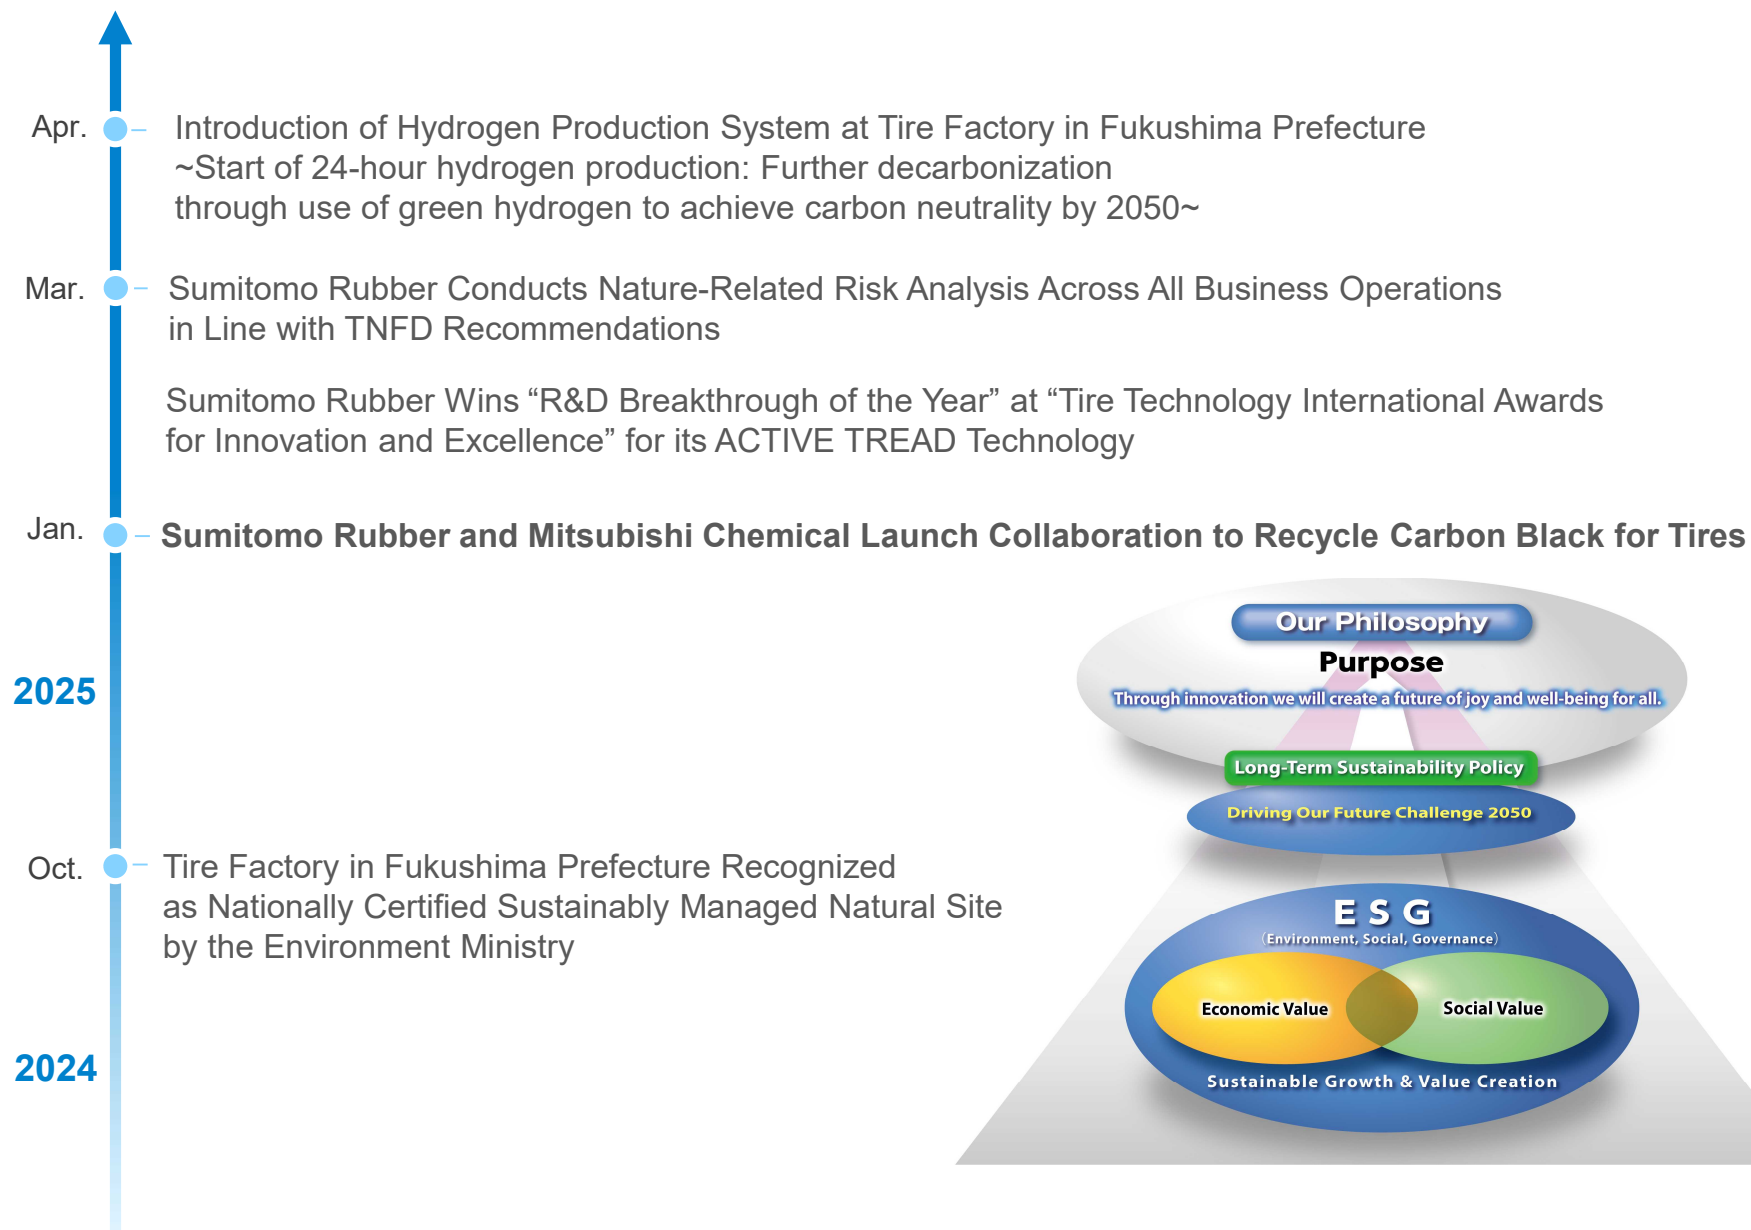 Apr.
Introduction of Hydrogen Production System at Tire Factory in Fukushima Prefecture
~Start of 24-hour hydrogen production: Further decarbonization
through use of green hydrogen to achieve carbon neutrality by 2050~
Mar.
Sumitomo Rubber Conducts Nature-Related Risk Analysis Across All Business Operations
in Line with TNFD Recommendations
Sumitomo Rubber Wins “R&D Breakthrough of the Year” at “Tire Technology International Awards
for Innovation and Excellence” for its ACTIVE TREAD Technology
Jan.
Sumitomo Rubber and Mitsubishi Chemical Launch Collaboration to Recycle Carbon Black for Tires
2025
Oct.
Tire Factory in Fukushima Prefecture Recognized
as Nationally Certified Sustainably Managed Natural Site
by the Environment Ministry
2024
Our Philosophy
Purpose
Through innovation we will create a future of joy and well-being for all.
Long-Term Sustainability Policy
Driving Our Future Challenge 2050
ESG
(Environment, Social, Governance)
Economic Value
Social Value
Sustainable Growth & Value Creation